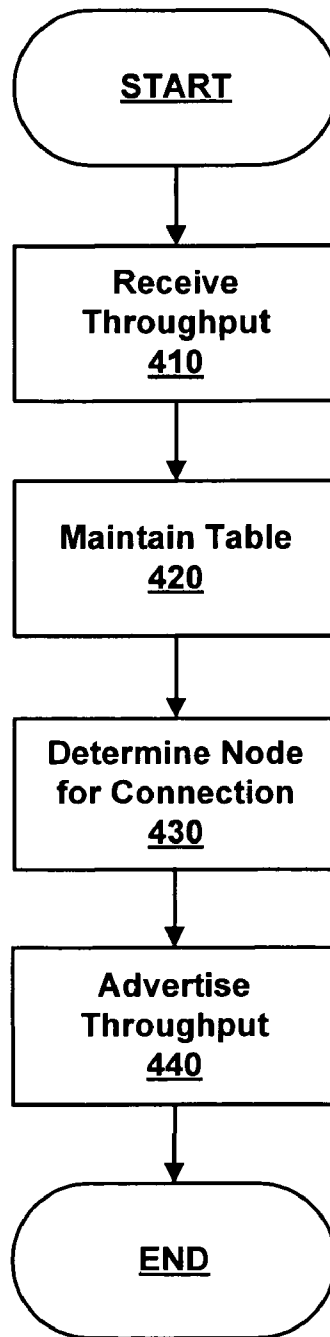 START
Receive
Throughput
410
Maintain Table
420
Determine Node
for Connection
430
Advertise
Throughput
440
END